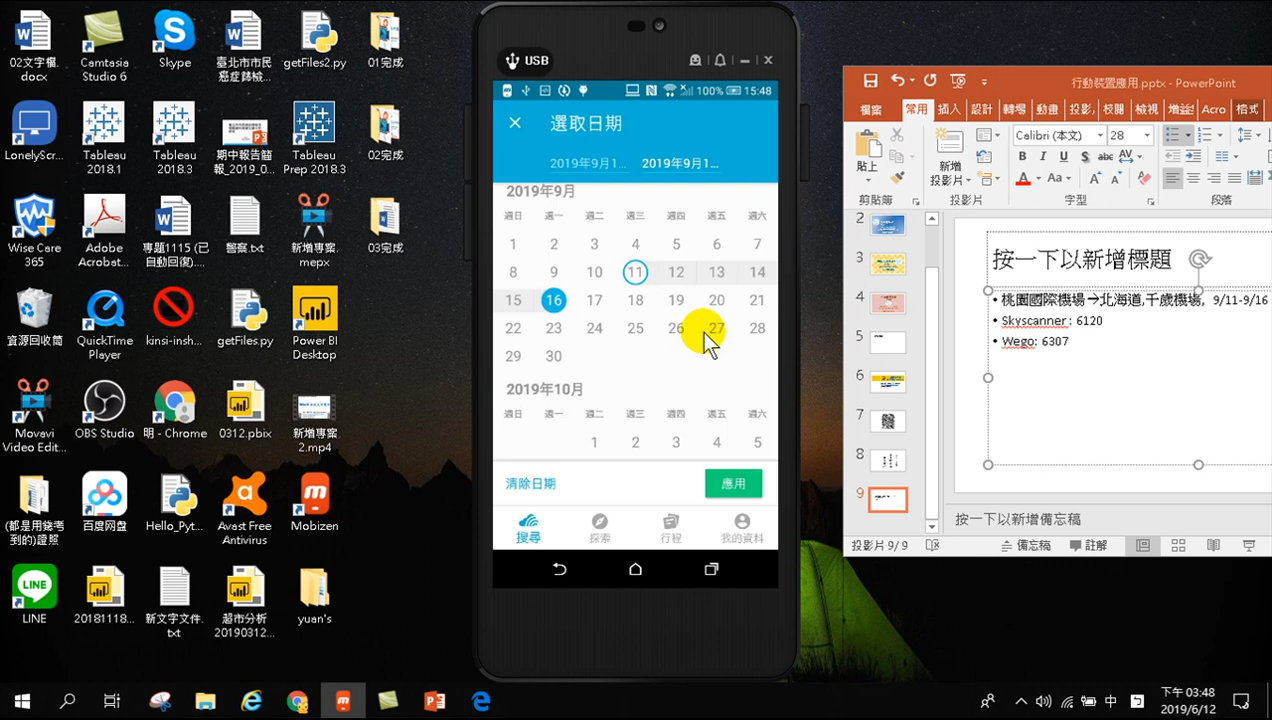 02文字檔.docx
Camtasia Studio 6
Skype
臺北市市民癌症篩檢...
getFiles2.py
01完成
LonelyScr...
Tableau 2018.1
Tableau 2018.3
期中報告簡報_2019_0...
Tableau Prep 2018.3
02完成
Wise Care 365
Adobe Acrobat...
專題1115 (已自動回復)...
警察.txt
新增專案.mepx
03完成
資源回收筒
QuickTime Player
kinsi-insh...
getFiles.py
Power BI Desktop
Movavi Video Edit...
OBS Studio
明 - Chrome
0312.pbix
新增專案 2.mp4
(都是用幾考到的)證照
百度网盘
Hello_Pyt...
Avast Free Antivirus
Mobizen
LINE
20181118...
新文字文件.txt
超市分析 20190312...
yuan's
USB
100% 15:48
選取日期
2019年9月1...
2019年9月1...
2019年9月
週日 週一 週二 週三 週四 週五 週六
1 2 3 4 5 6 7
8 9 10 11 12 13 14
15 16 17 18 19 20 21
22 23 24 25 26 27 28
29 30
2019年10月
週日 週一 週二 週三 週四 週五 週六
1 2 3 4 5
清除日期
應用
搜尋 探索 行程 我的資料
行動裝置應用.pptx - PowerPoint
檔案 常用 插入 設計 轉場 動畫 投影 校閱 檢視 增益 Acro 格式
貼上
新增投影片
Calibri (本文) 28
B I U S abc AV
A Aa A A
剪貼簿 投影片 字型 段落
2
3
4
5
6
7
8
9
按一下以新增標題
• 桃園國際機場→北海道,千歲機場, 9/11-9/16
• Skyscanner : 6120
• Wego: 6307
按一下以新增備忘稿
投影片 9/9
備忘稿 註解
中
下午 03:48
2019/6/12